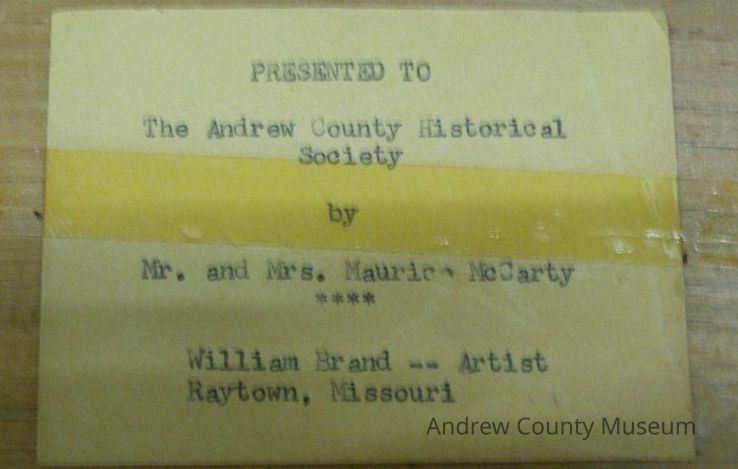 PRESENTED TO
The Andrew County Historical
Society
by
Mr. and Mrs. Maurice McCarty
****
William Brand -- Artist
Raytown, Missouri
Andrew County Museum